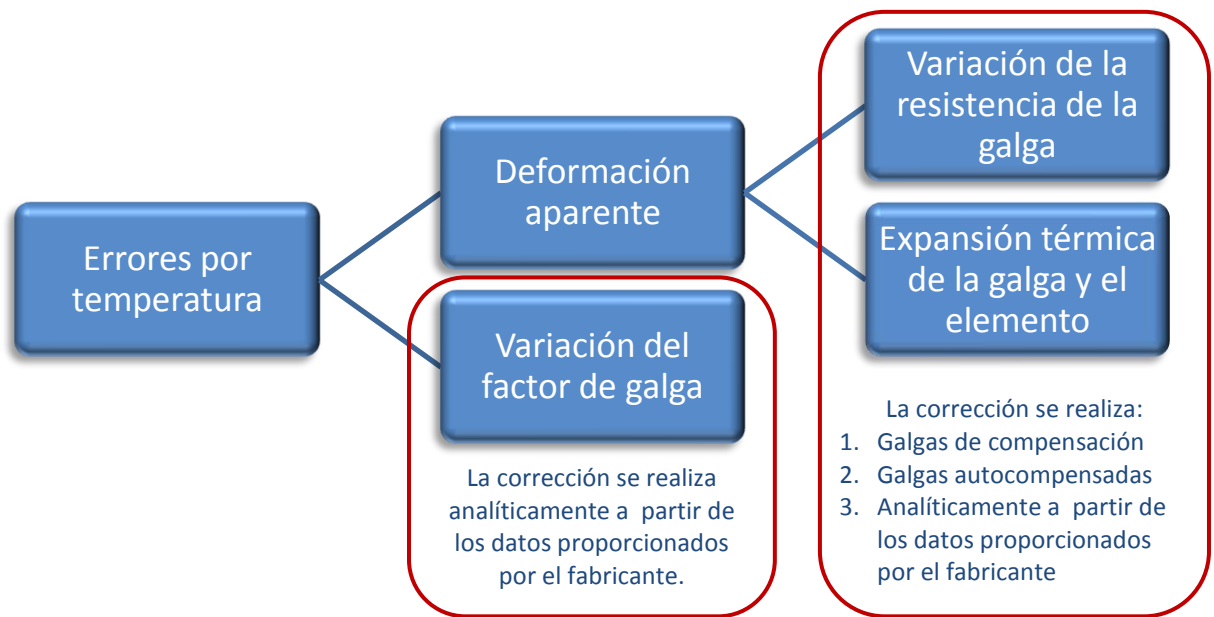 Errores por
temperatura
Deformación
aparente
Variación del
factor de galga
La corrección se realiza
analíticamente a partir de
los datos proporcionados
por el fabricante.
Variación de la
resistencia de la
galga
Expansión térmica
de la galga y el
elemento
La corrección se realiza:
1. Galgas de compensación
2. Galgas autocompensadas
3. Analíticamente a partir de
los datos proporcionados
por el fabricante